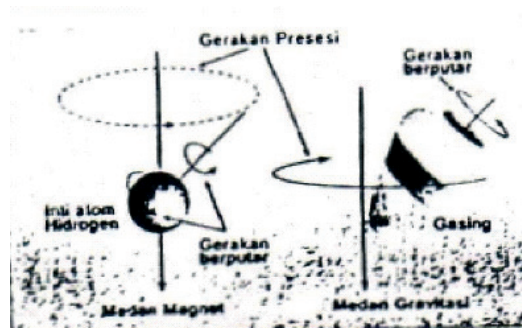 Gerakan Presesi
Gerakan
berputar
Inti atom
Hidrogen
Gerakan
berputar
Gasing
Medan Magnet
Medan Gravitasi